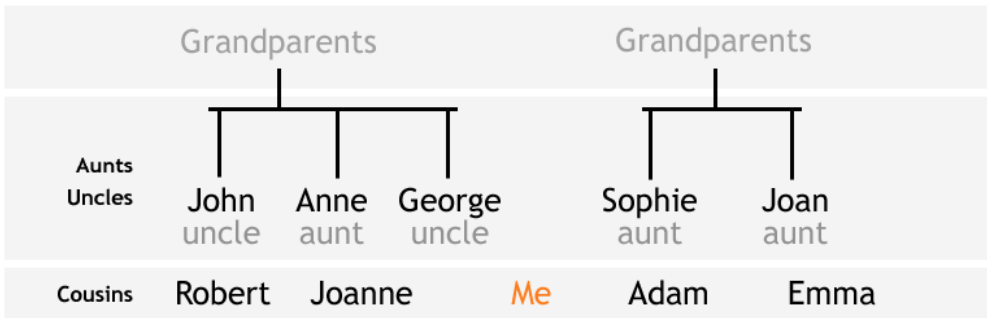 Grandparents Grandparents
Aunts
Uncles John Anne George Sophie Joan
uncle aunt uncle aunt aunt
Cousins Robert Joanne Me Adam Emma